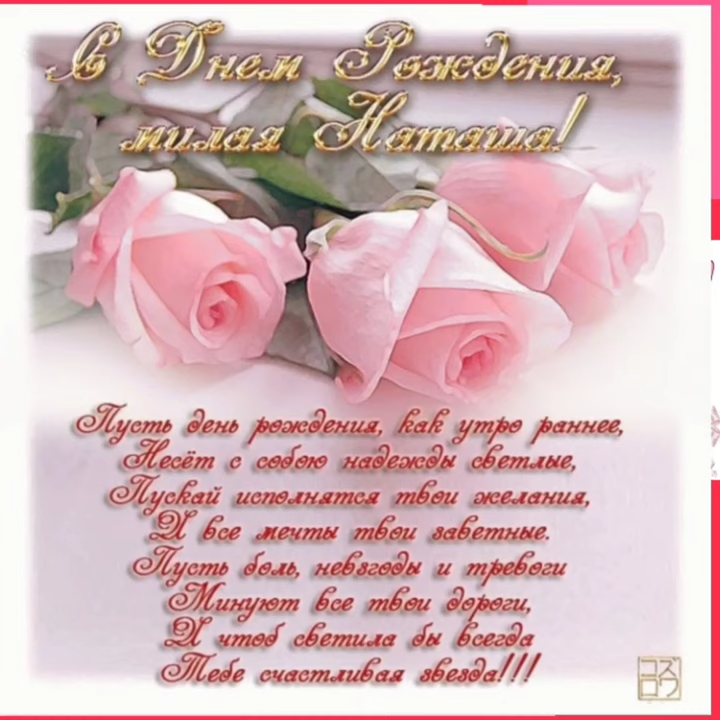 с Днем Рождения,
милая Наташа!
Пусть день рождения, как утро раннее,
Несёт с собою надежды светлые,
Пускай исполнятся твои желания,
И все мечты твои заветные.
Пусть боль, невзгоды и тревоги
Минуют все твои дороги,
И чтоб светила бы всегда
Тебе счастливая звезда!!!